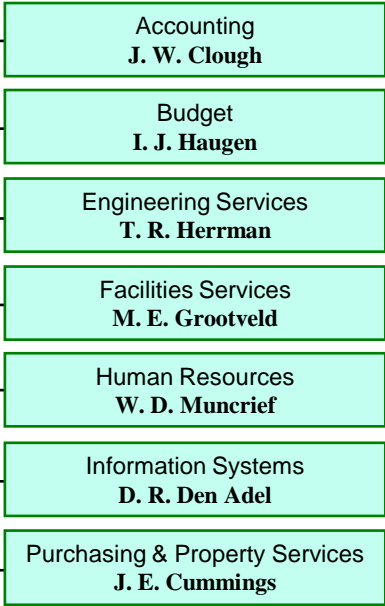 Accounting
J. W. Clough
Budget
I. J. Haugen
Engineering Services
T. R. Herrman
Facilities Services
M. E. Grootveld
Human Resources
W. D. Muncrief
Information Systems
D. R. Den Adel
Purchasing & Property Services
J. E. Cummings